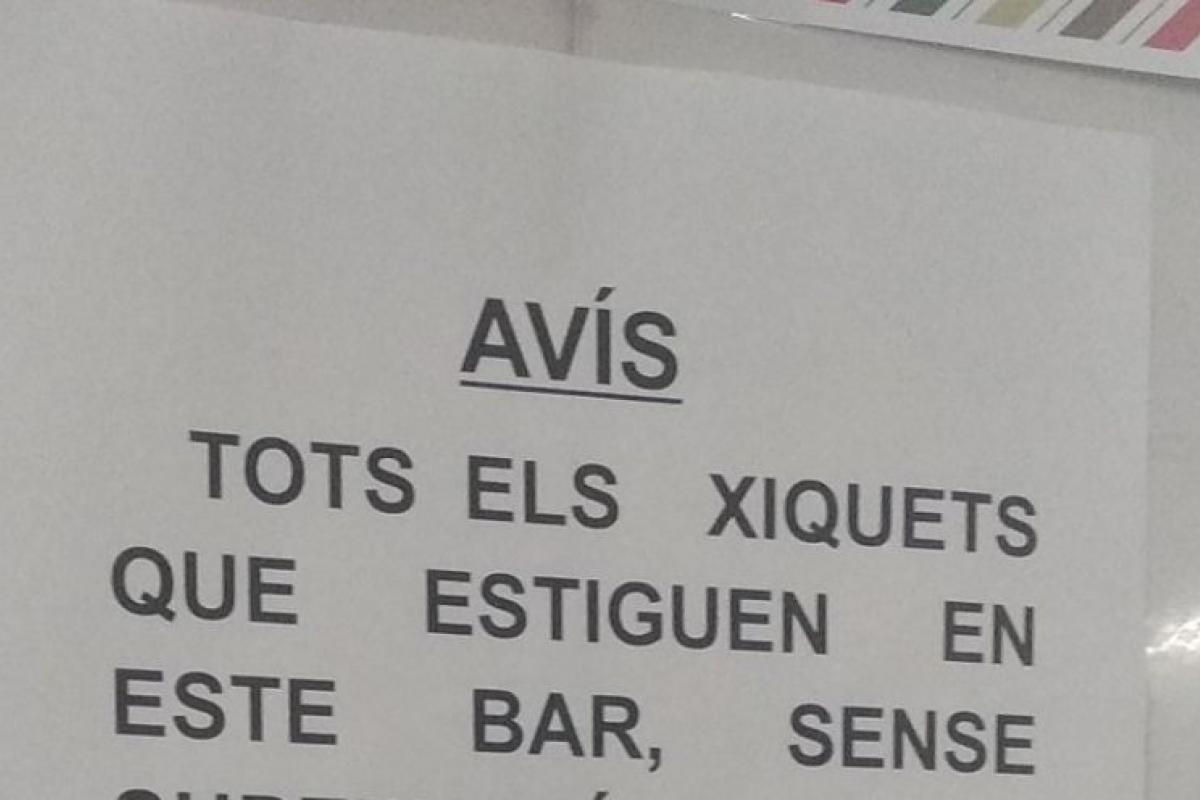 AVÍS
TOTS ELS XIQUETS
QUE ESTIGUEN EN
ESTE BAR, SENSE